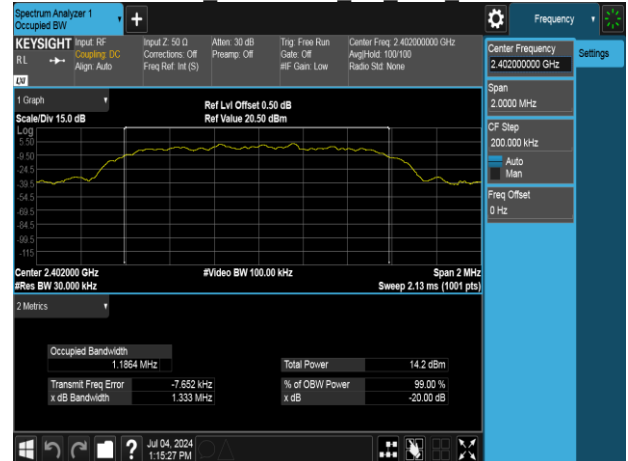 Spectrum Analyzer 1
Occupied BW
Frequency
KEYSIGHT
RL
LXI
Input: RF
Coupling: DC
Align: Auto
Input Z: 50 Ω
Corrections: Off
Freq Ref: Int (S)
Atten: 30 dB
Preamp: Off
Trig: Free Run
Gate: Off
#IF Gain: Low
Center Freq: 2.402000000 GHz
Avg|Hold: 100/100
Radio Std: None
Center Frequency
2.402000000 GHz
Settings
Span
2.0000 MHz
CF Step
200.000 kHz
Auto
Man
Freq Offset
0 Hz
1 Graph
Scale/Div 15.0 dB
Ref Lvl Offset 0.50 dB
Ref Value 20.50 dBm
Log
5.50
-9.50
-24.5
-39.5
-54.5
-69.5
-84.5
-99.5
-115
Center 2.402000 GHz
#Res BW 30.000 kHz
#Video BW 100.00 kHz
Span 2 MHz
Sweep 2.13 ms (1001 pts)
2 Metrics
Occupied Bandwidth
1.1864 MHz
Total Power 14.2 dBm
Transmit Freq Error -7.652 kHz
% of OBW Power 99.00 %
x dB Bandwidth 1.333 MHz
x dB -20.00 dB
?
Jul 04, 2024
1:15:27 PM